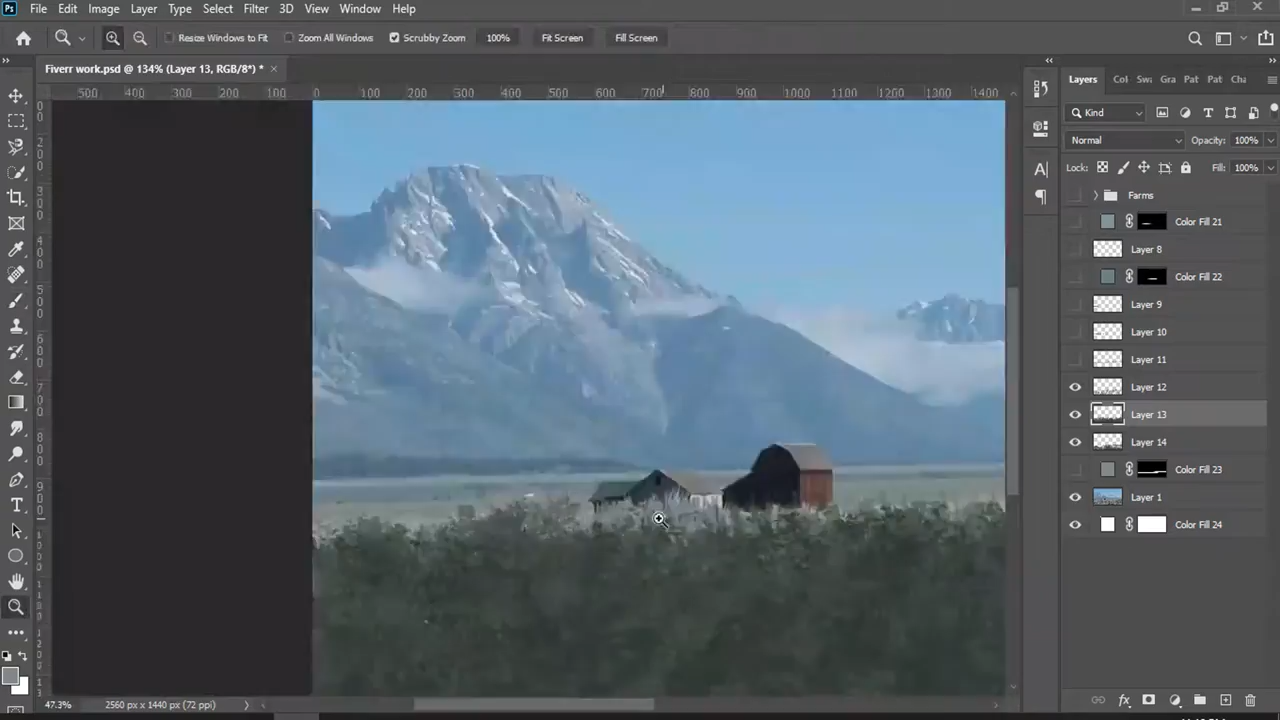 Ps File Edit Image Layer Type Select Filter 3D View Window Help
Resize Windows to Fit Zoom All Windows Scrubby Zoom 100% Fit Screen Fill Screen
Fiverr work.psd @ 134% (Layer 13, RGB/8*) * ×
500 400 300 200 100 0 100 200 300 400 500 600 700 800 900 1000 1100 1200 1300 1400
Layers Col Swa Gra Pat Pat Cha
Kind
Normal Opacity: 100%
Lock: Fill: 100%
Farms
Color Fill 21
Layer 8
Color Fill 22
Layer 9
Layer 10
Layer 11
Layer 12
Layer 13
Layer 14
Color Fill 23
Layer 1
Color Fill 24
47.3% 2560 px x 1440 px (72 ppi)